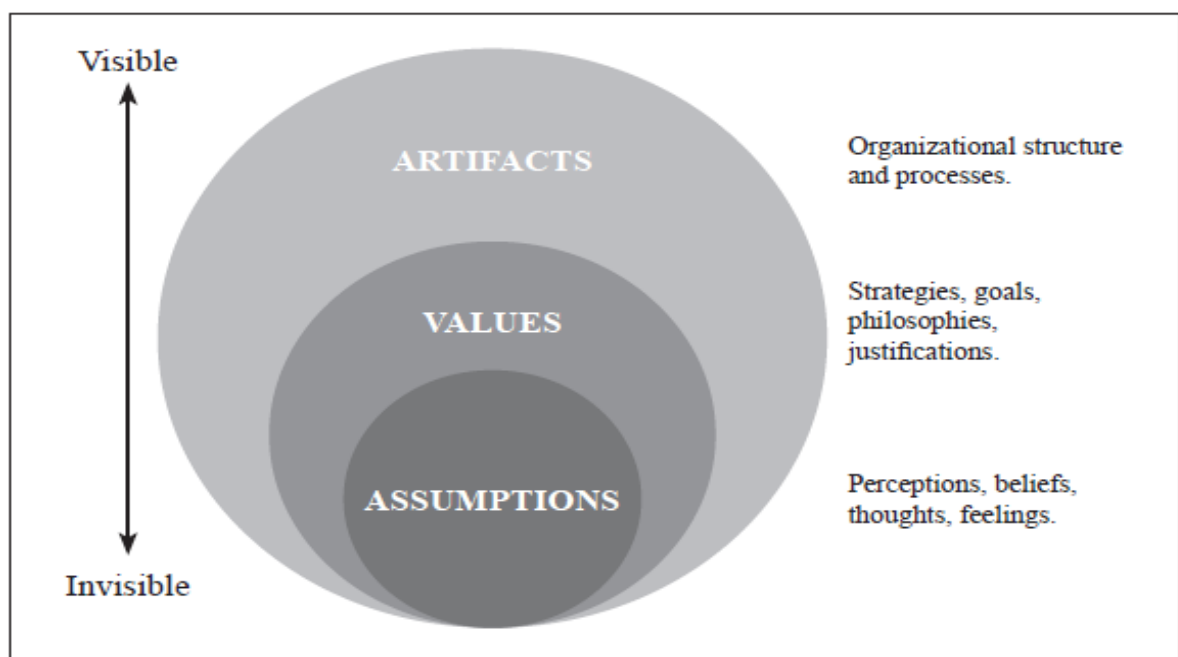 Visible
ARTIFACTS
Organizational structure
and processes.
VALUES
Strategies, goals,
philosophies,
justifications.
ASSUMPTIONS
Perceptions, beliefs,
thoughts, feelings.
Invisible